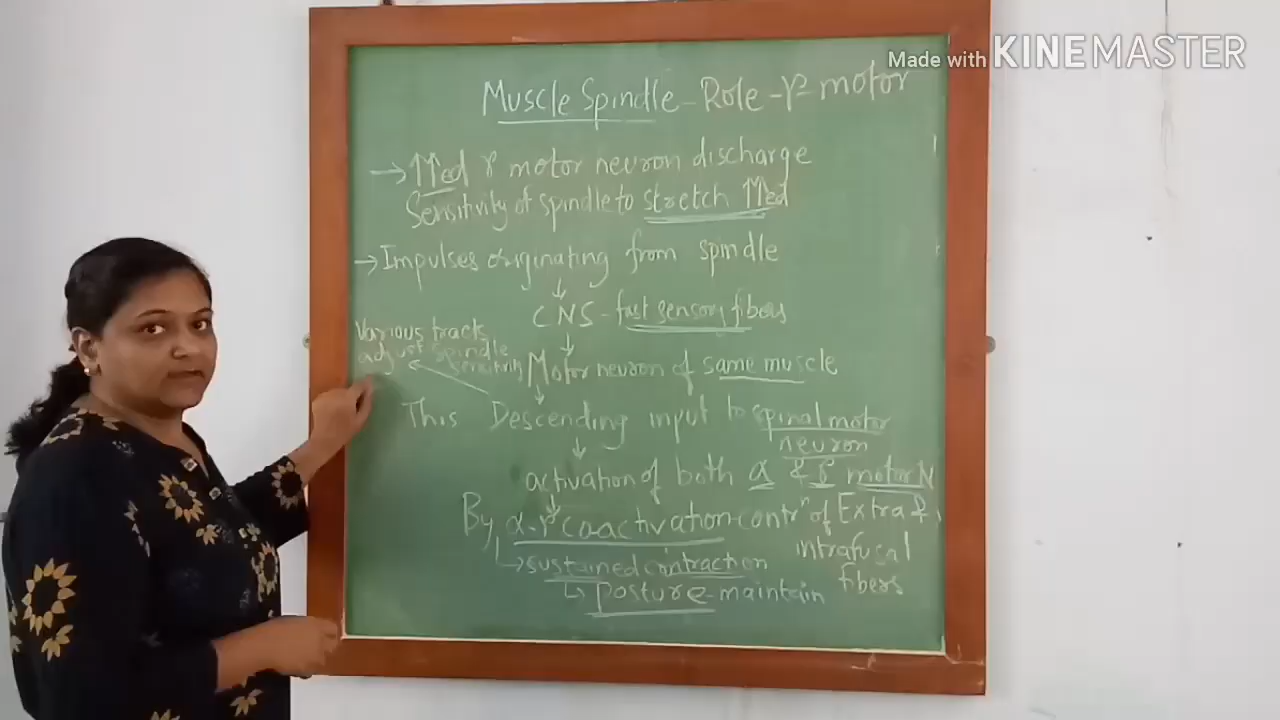 Made with KINEMASTER
Muscle Spindle - Role - γ motor
→ ↑↑ed γ motor neuron discharge
Sensitivity of spindle to stretch ↑↑ed
→ Impulses originating from spindle
↓
CNS - fast sensory fibers
↓
Various tracts
adjust spindle
sensitivity
Motor neuron of same muscle
↓
This Descending input to spinal motor
neuron
↓
activation of both α & γ motor N
↓
By α-γ coactivation - contrⁿ of Extra &
intrafusal
fibers
↳ sustained contraction
↳ posture - maintain